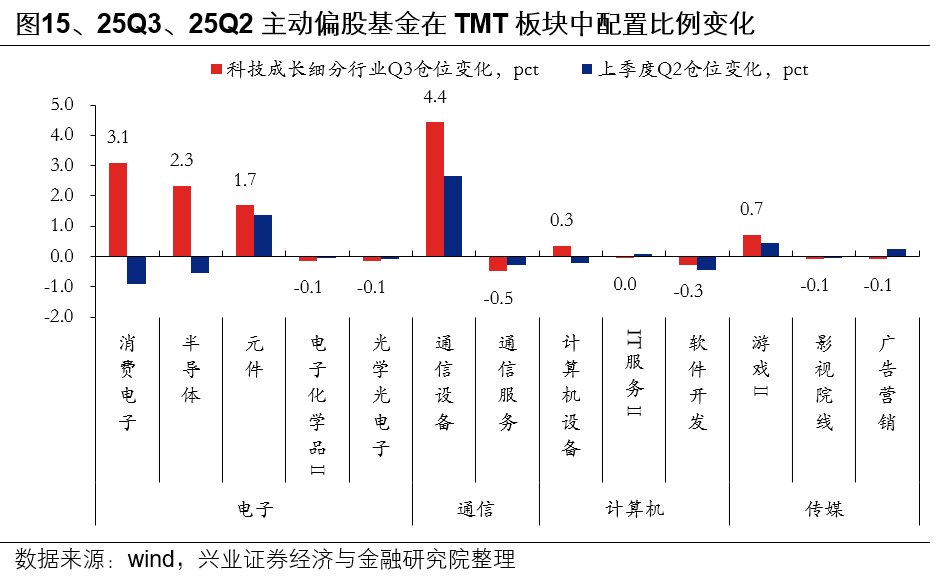 图15、25Q3、25Q2 主动偏股基金在 TMT 板块中配置比例变化
科技成长细分行业Q3仓位变化，pct
上季度Q2仓位变化，pct
5.0
4.0
3.0
2.0
1.0
0.0
-1.0
-2.0
3.1
2.3
1.7
-0.1
-0.1
4.4
-0.5
0.3
0.0
-0.3
0.7
-0.1
-0.1
消费电子
半导体
元件
电子化学品II
光学光电子
通信设备
通信服务
计算机设备
IT服务II
软件开发
游戏II
影视院线
广告营销
电子
通信
计算机
传媒
数据来源：wind，兴业证券经济与金融研究院整理